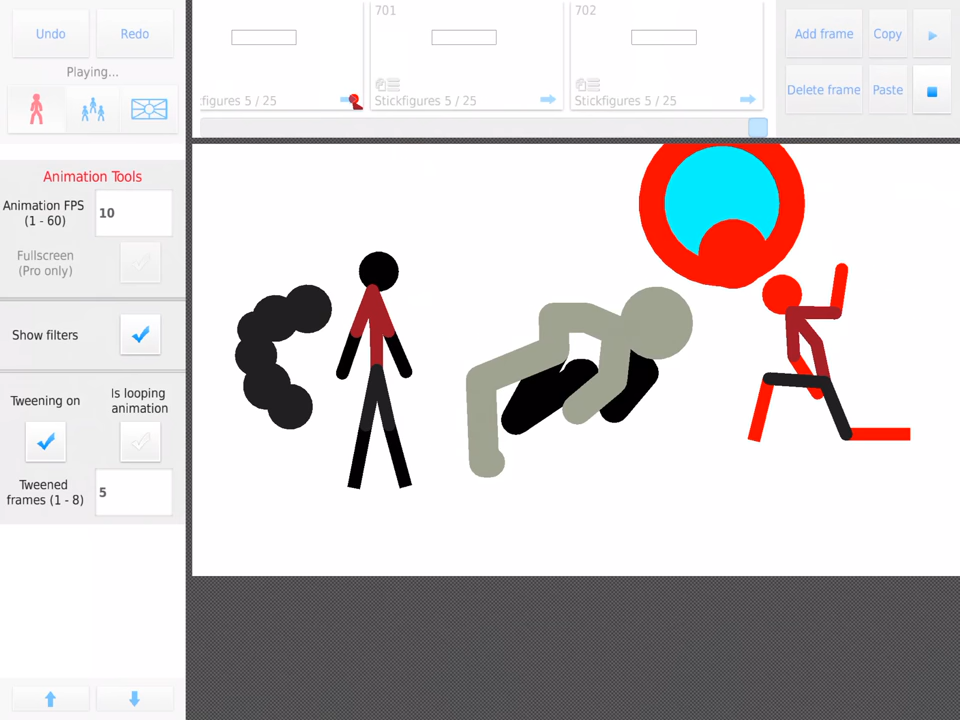 Undo
Redo
Playing...
701
702
:figures 5 / 25
Stickfigures 5 / 25
Stickfigures 5 / 25
Add frame
Copy
Delete frame
Paste
Animation Tools
Animation FPS
(1 - 60)
10
Fullscreen
(Pro only)
Show filters
Tweening on
Is looping
animation
Tweened
frames (1 - 8)
5